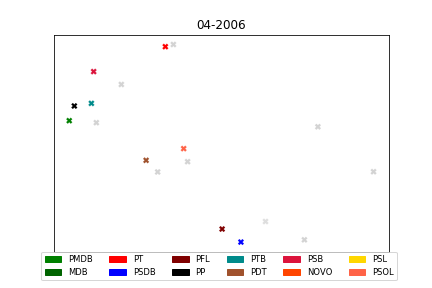 04-2006
PMDB PT PFL PTB PSB PSL
MDB PSDB PP PDT NOVO PSOL